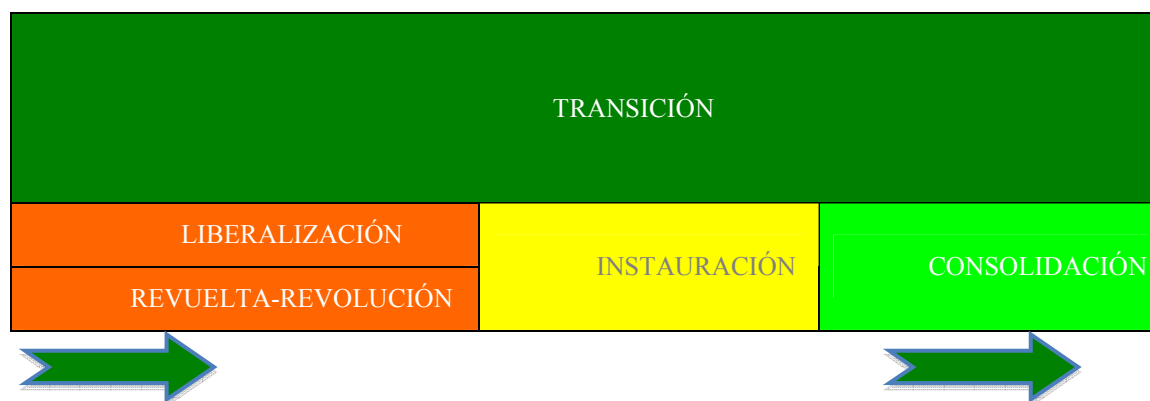 TRANSICIÓN
LIBERALIZACIÓN
REVUELTA-REVOLUCIÓN
INSTAURACIÓN
CONSOLIDACIÓN